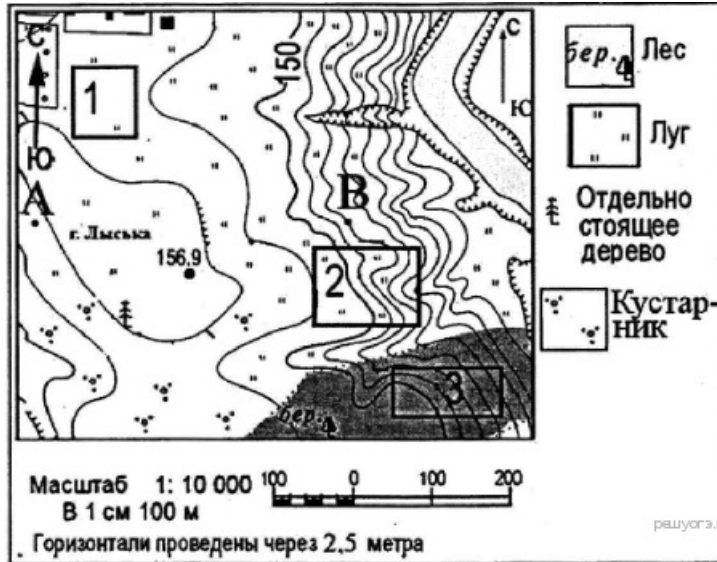 С
Ю
А
1
150
г. Лыська
156,9
В
2
3
бер.
С
Ю
бер. Лес
Луг
Отдельно
стоящее
дерево
Кустар-
ник
Масштаб 1: 10 000
В 1 см 100 м
100 0 100 200
Горизонтали проведены через 2,5 метра
решуогэ.